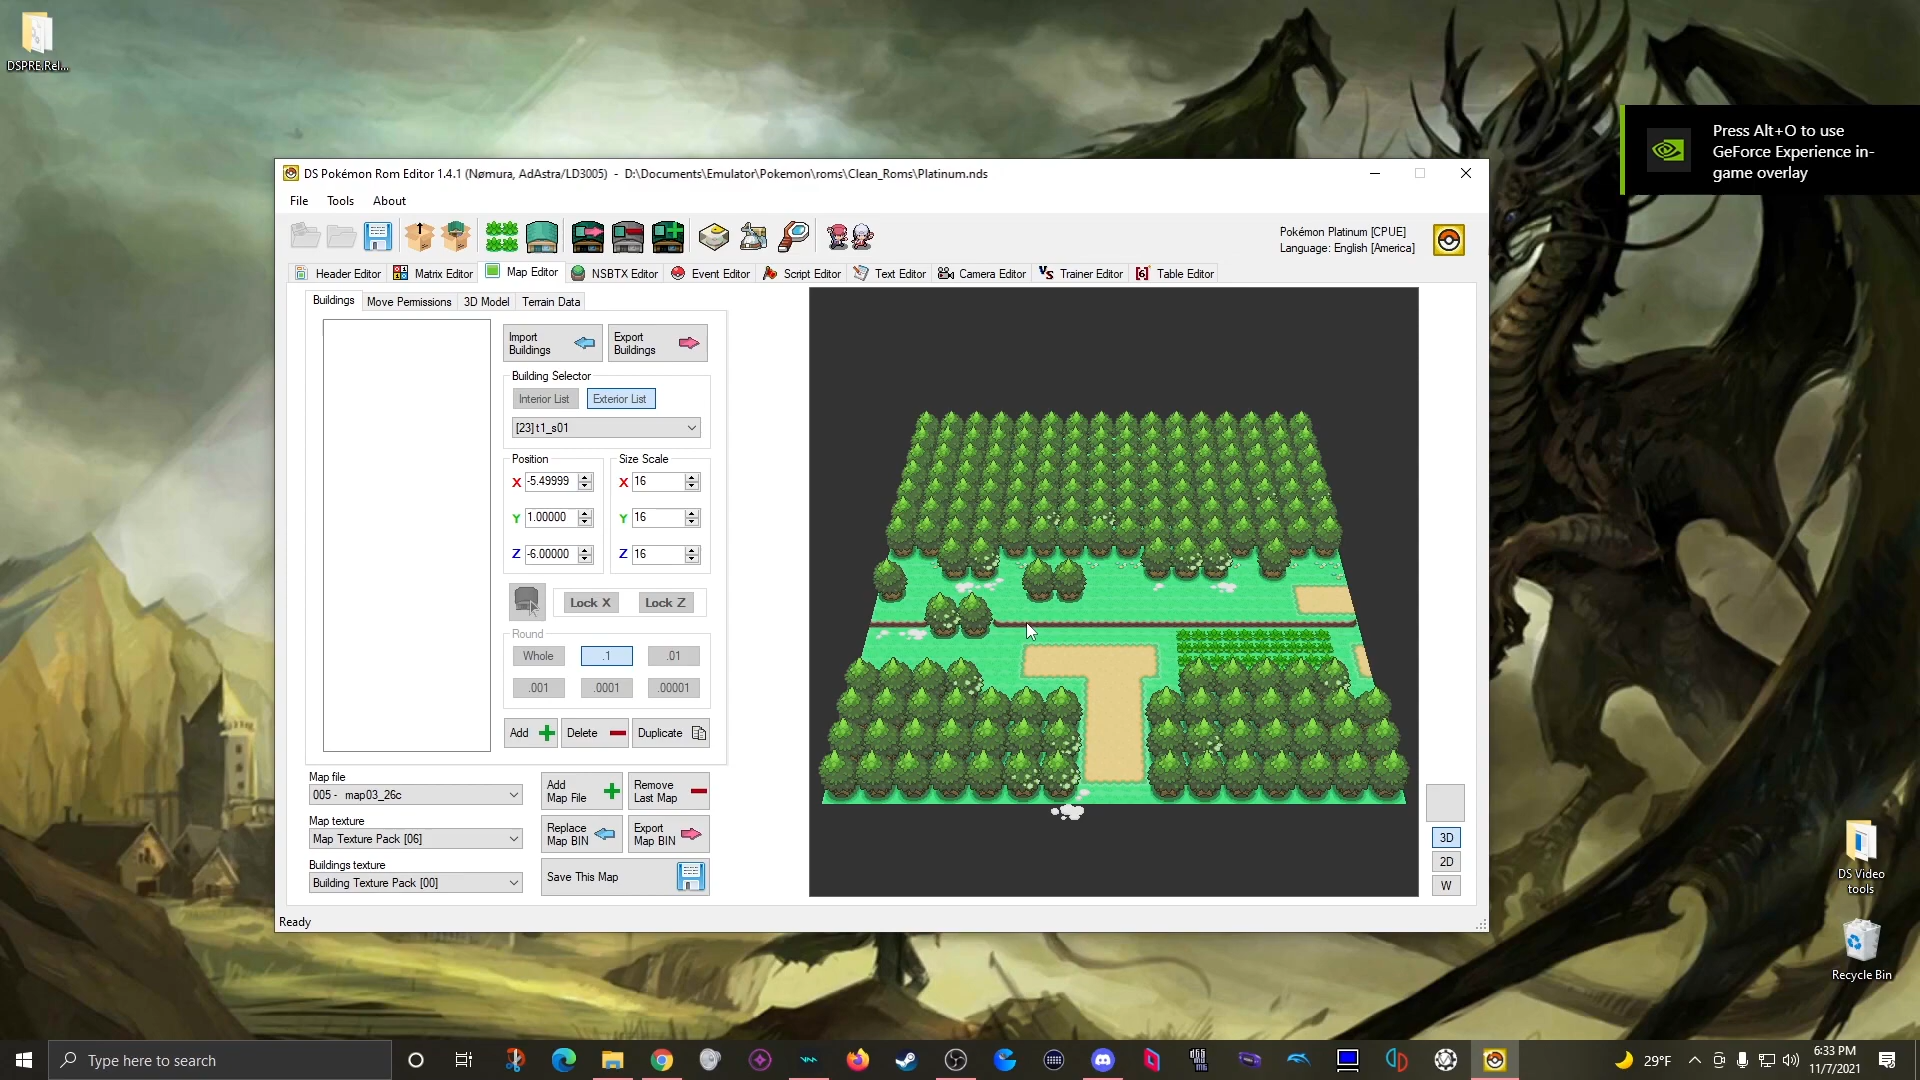 DSPRE.Rel...
Press Alt+O to use
GeForce Experience in-
game overlay
DS Pokémon Rom Editor 1.4.1 (Nømura, AdAstra/LD3005) - D:\Documents\Emulator\Pokemon\roms\Clean_Roms\Platinum.nds
File Tools About
Pokémon Platinum [CPUE]
Language: English [America]
Header Editor Matrix Editor Map Editor NSBTX Editor Event Editor Script Editor Text Editor Camera Editor Trainer Editor Table Editor
Buildings Move Permissions 3D Model Terrain Data
Import
Buildings
Export
Buildings
Building Selector
Interior List Exterior List
[23] t1_s01
Position Size Scale
X -5.49999 X 16
Y 1.00000 Y 16
Z -6.00000 Z 16
Lock X Lock Z
Round
Whole .1 .01
.001 .0001 .00001
Add Delete Duplicate
Map file
005 - map03_26c
Add
Map File
Remove
Last Map
Map texture
Map Texture Pack [06]
Replace
Map BIN
Export
Map BIN
Buildings texture
Building Texture Pack [00]
Save This Map
3D
2D
W
Ready
DS Video
tools
Recycle Bin
Type here to search
29°F
6:33 PM
11/7/2021